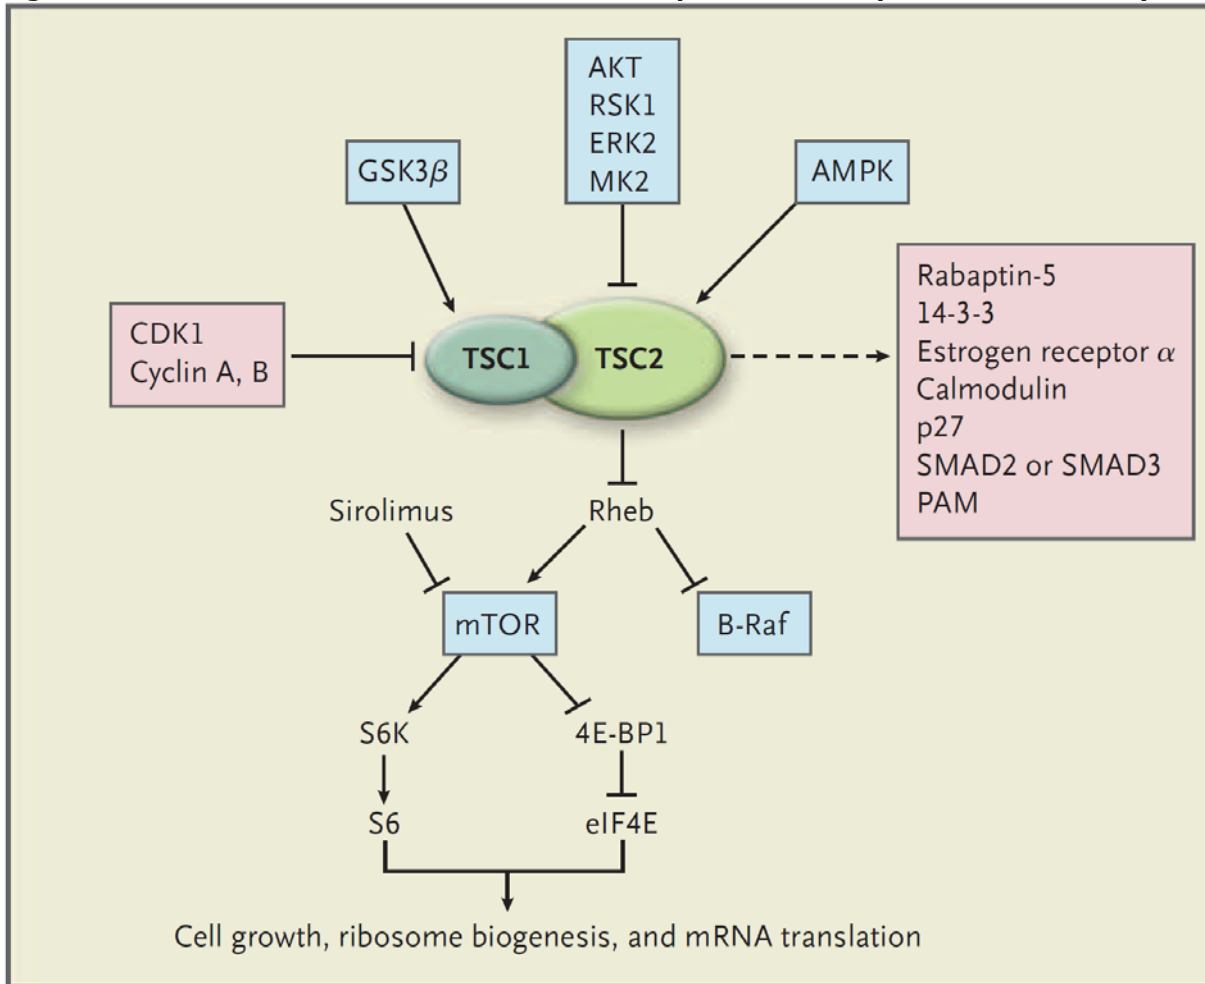 AKT
RSK1
ERK2
MK2
GSK3β
AMPK
Rabaptin-5
14-3-3
Estrogen receptor α
Calmodulin
p27
SMAD2 or SMAD3
PAM
CDK1
Cyclin A, B
TSC1
TSC2
Sirolimus
Rheb
mTOR
B-Raf
S6K
4E-BP1
S6
eIF4E
Cell growth, ribosome biogenesis, and mRNA translation